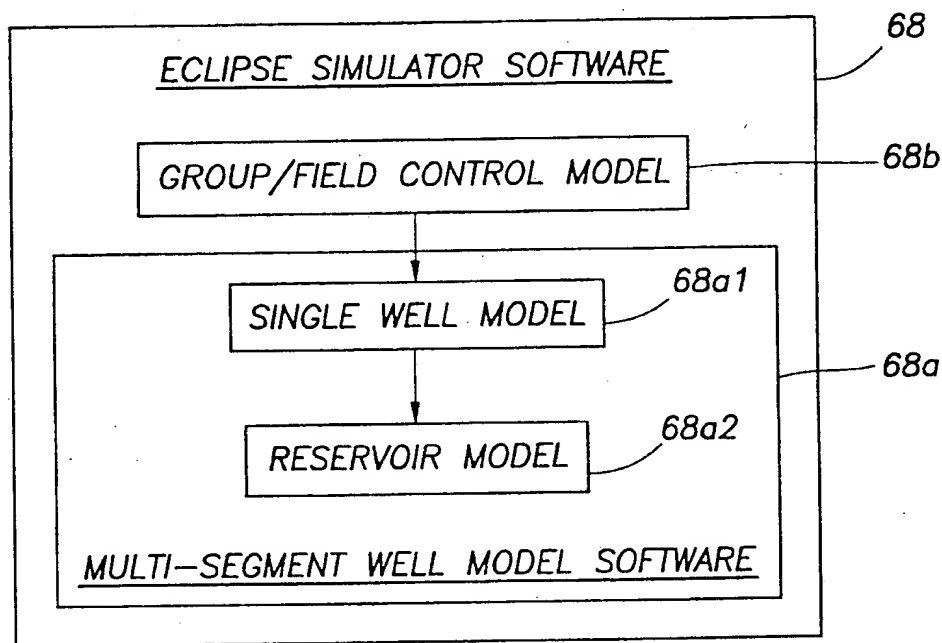 68
ECLIPSE SIMULATOR SOFTWARE
68b
GROUP/FIELD CONTROL MODEL
68a1
SINGLE WELL MODEL
68a
68a2
RESERVOIR MODEL
MULTI-SEGMENT WELL MODEL SOFTWARE